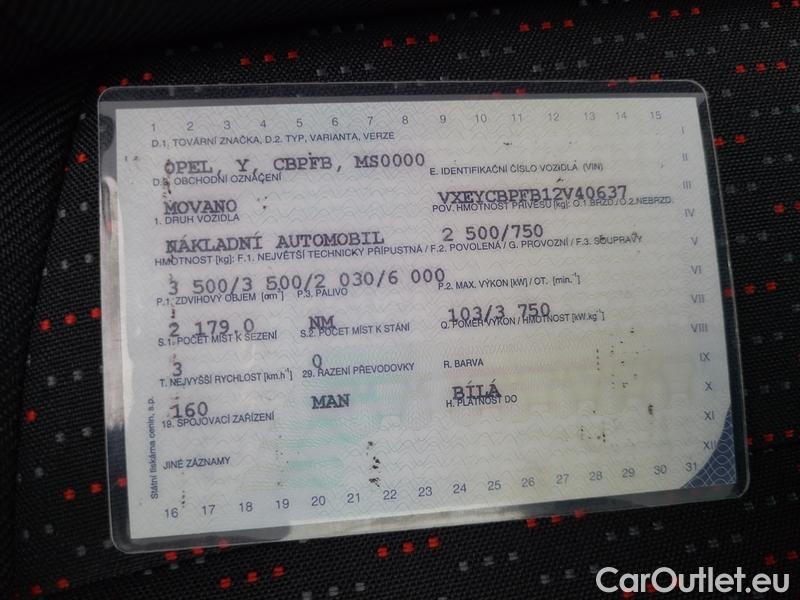 1 2 3 4 5 6 7 8 9 10 11 12 13 14 15
D.1, TOVÁRNÍ ZNAČKA, D.2. TYP, VARIANTA, VERZE I
OPEL, Y, CBPFB, MS0000 E. IDENTIFIKAČNÍ ČÍSLO VOZIDLA (VIN) II
D.3 OBCHODNÍ OZNAČENÍ
MOVANO VXEYCBPFB12V40637 III
1. DRUH VOZIDLA POV. HMOTNOST PŘÍVĚSU [kg]: O.1 BRZD./O.2 NEBRZD.
NÁKLADNÍ AUTOMOBIL 2 500/750 IV
HMOTNOST [kg]: F.1. NEJVĚTŠÍ TECHNICKY PŘÍPUSTNÁ / F.2. POVOLENÁ / G. PROVOZNÍ / F.3. SOUPRAVY V
3 500/3 500/2 030/6 000
P.1. ZDVIHOVÝ OBJEM [cm³] P.3. PALIVO P.2. MAX. VÝKON [kW] / OT. [min.⁻¹] VI
2 179.0 NM 103/3 750 VII
S.1. POČET MÍST K SEZENÍ S.2. POČET MÍST K STÁNÍ Q. POMĚR VÝKON / HMOTNOST [kW.kg⁻¹] VIII
3 0
T. NEJVYŠŠÍ RYCHLOST [km.h⁻¹] 29. ŘAZENÍ PŘEVODOVKY R. BARVA IX
160 MAN BÍLÁ X
19. SPOJOVACÍ ZAŘÍZENÍ H. PLATNOST DO XI
JINÉ ZÁZNAMY XII
Státní tiskárna cenin, s.p.
16 17 18 19 20 21 22 23 24 25 26 27 28 29 30 31
CarOutlet.eu